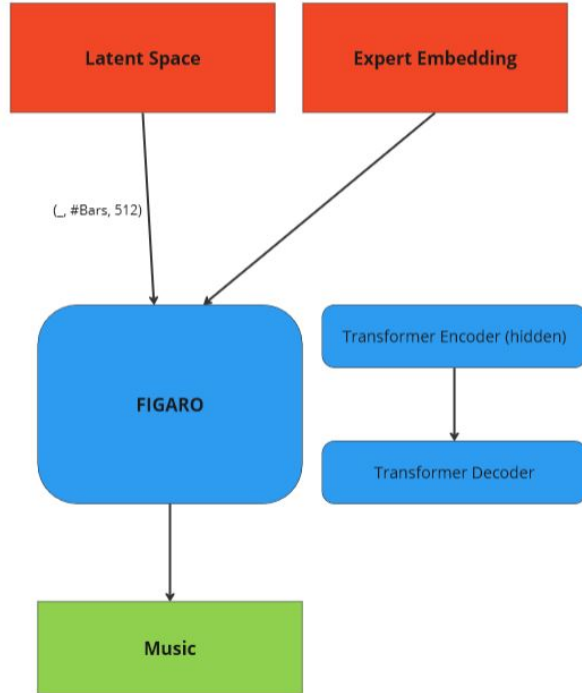 Latent Space
Expert Embedding
(_, #Bars, 512)
Transformer Encoder (hidden)
FIGARO
Transformer Decoder
Music